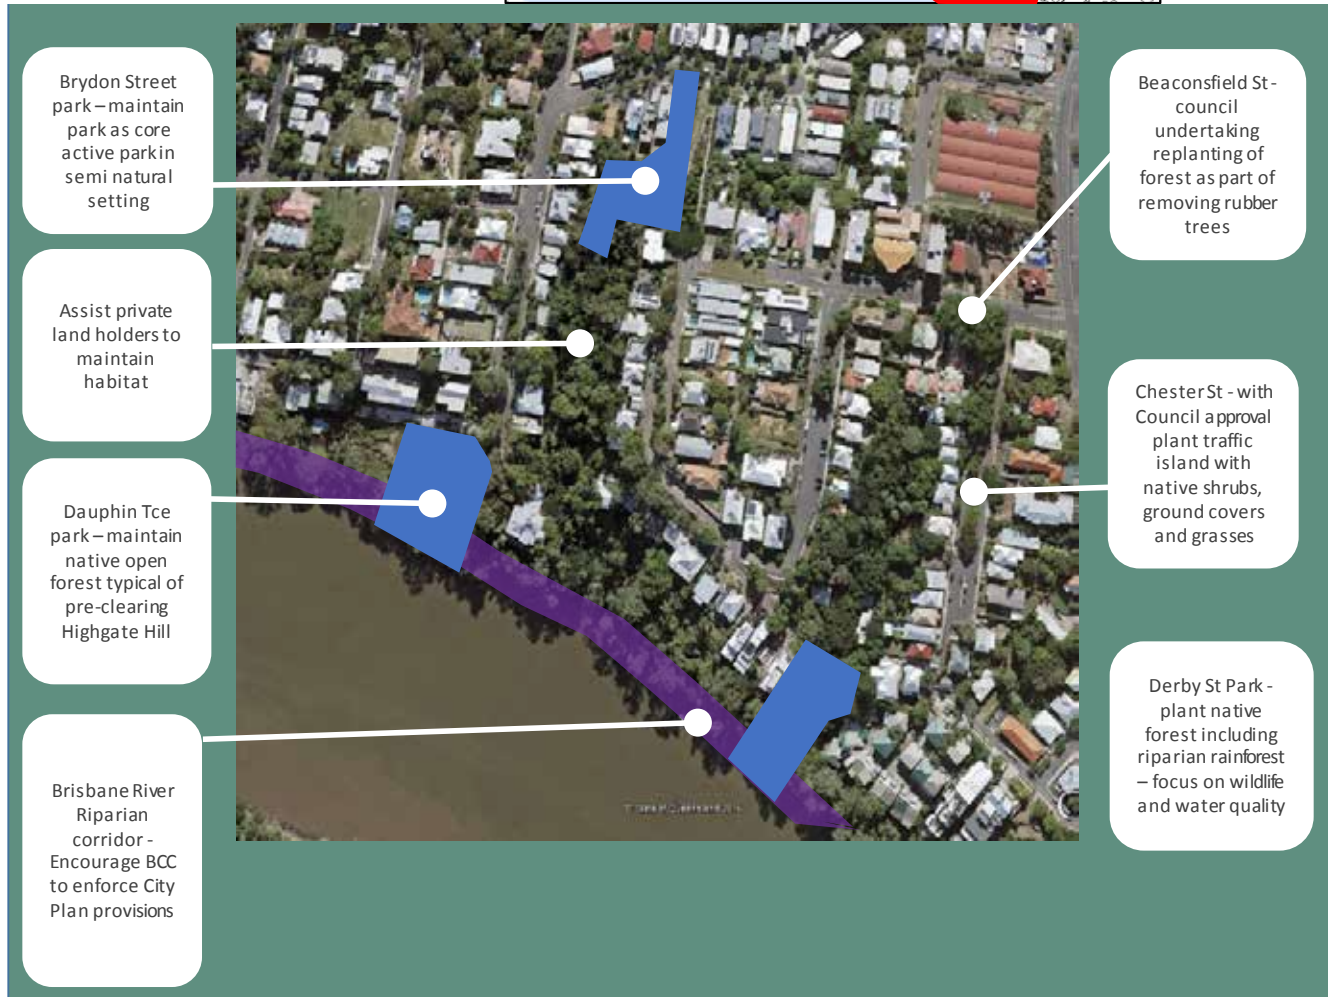 Brydon Street
park – maintain
park as core
active park in
semi natural
setting
Assist private
land holders to
maintain
habitat
Dauphin Tce
park – maintain
native open
forest typical of
pre-clearing
Highgate Hill
Brisbane River
Riparian
corridor -
Encourage BCC
to enforce City
Plan provisions
Beaconsfield St -
council
undertaking
replanting of
forest as part of
removing rubber
trees
Chester St - with
Council approval
plant traffic
island with
native shrubs,
ground covers
and grasses
Derby St Park -
plant native
forest including
riparian rainforest
– focus on wildlife
and water quality